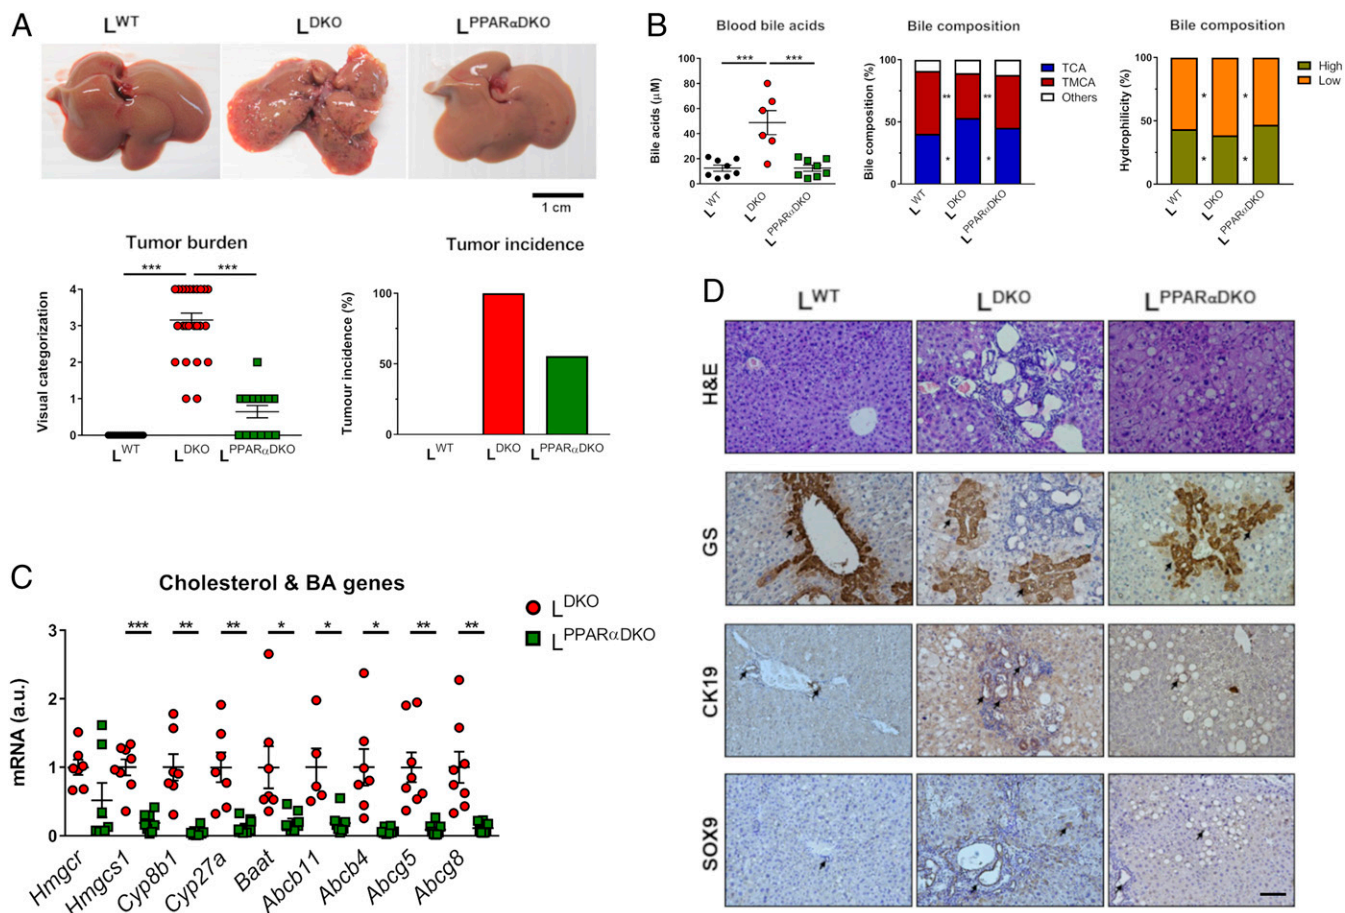 A
L^WT
L^DKO
L^PPARαDKO
1 cm
Tumor burden
***
***
Visual categorization
4
3
2
1
0
L^WT
L^DKO
L^PPARαDKO
Tumor incidence
Tumour incidence (%)
100
50
0
L^WT
L^DKO
L^PPARαDKO
B
Blood bile acids
***
***
Bile acids (µM)
100
80
60
40
20
0
L^WT
L^DKO
L^PPARαDKO
Bile composition
Bile composition (%)
100
50
0
**
**
*
*
L^WT
L^DKO
L^PPARαDKO
TCA
TMCA
Others
Bile composition
Hydrophilicity (%)
100
50
0
*
*
*
*
L^WT
L^DKO
L^PPARαDKO
High
Low
C
Cholesterol & BA genes
L^DKO
L^PPARαDKO
mRNA (a.u.)
3
2
1
0
***
**
**
*
*
*
**
**
Hmgcr
Hmgcs1
Cyp8b1
Cyp27a
Baat
Abcb11
Abcb4
Abcg5
Abcg8
D
L^WT
L^DKO
L^PPARαDKO
H&E
GS
CK19
SOX9